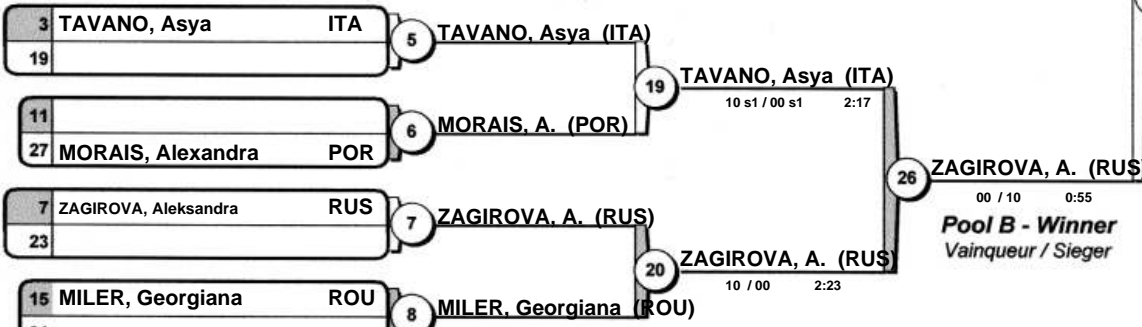 3 TAVANO, Asya ITA
19
5
TAVANO, Asya (ITA)
19
TAVANO, Asya (ITA)
10 s1 / 00 s1 2:17
11
27 MORAIS, Alexandra POR
6
MORAIS, A. (POR)
26
ZAGIROVA, A. (RUS
00 / 10 0:55
Pool B - Winner
Vainqueur / Sieger
7 ZAGIROVA, Aleksandra RUS
23
7
ZAGIROVA, A. (RUS)
20
ZAGIROVA, A. (RUS)
10 / 00 2:23
15 MILER, Georgiana ROU
8
MILER, Georgiana (ROU)